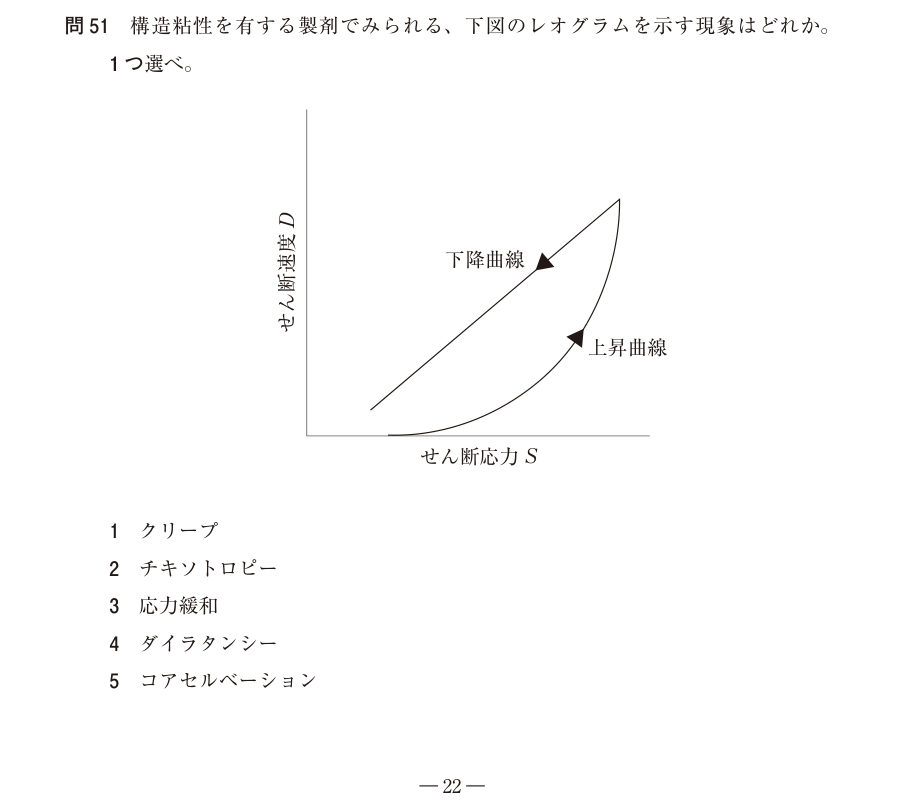 問51 構造粘性を有する製剤でみられる、下図のレオグラムを示す現象はどれか。
1つ選べ。
せん断速度 D
下降曲線
上昇曲線
せん断応力 S
1 クリープ
2 チキソトロピー
3 応力緩和
4 ダイラタンシー
5 コアセルベーション
— 22 —